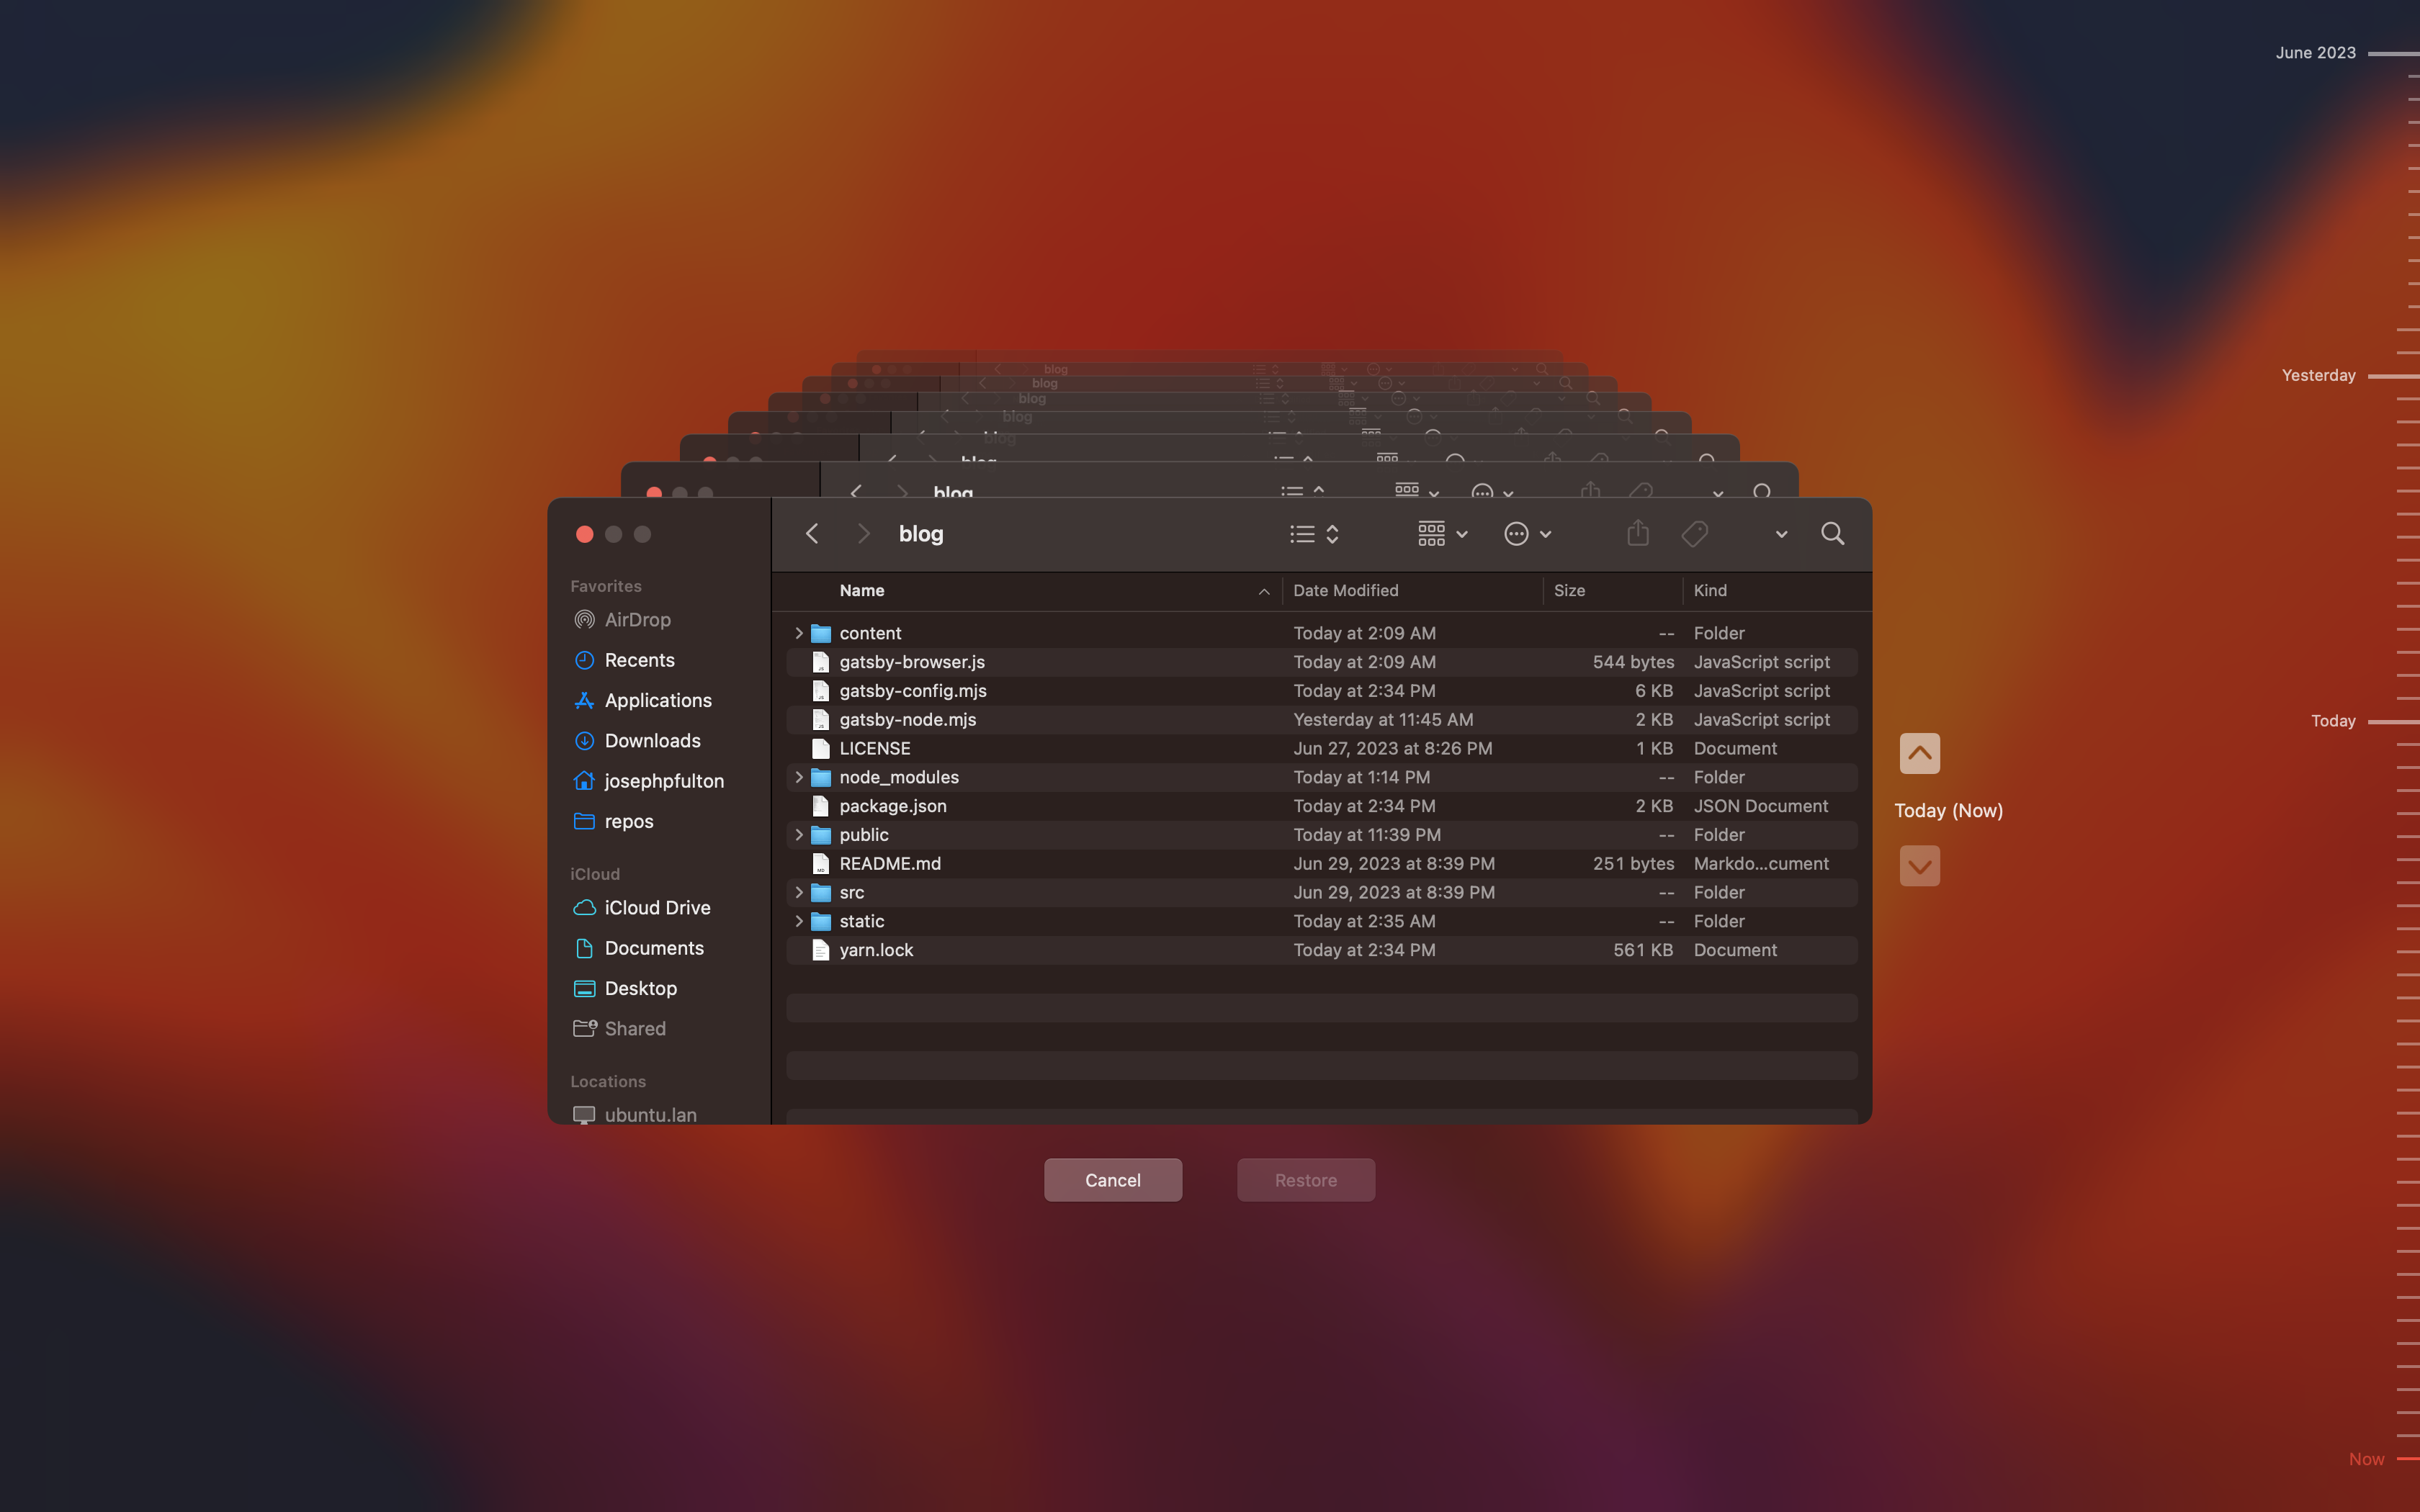 June 2023
Yesterday
Today
Now
blog
blog
blog
blog
blog
blog
blog
blog
Favorites
AirDrop
Recents
Applications
Downloads
josephpfulton
repos
iCloud
iCloud Drive
Documents
Desktop
Shared
Locations
ubuntu.lan
Name Date Modified Size Kind
content Today at 2:09 AM -- Folder
gatsby-browser.js Today at 2:09 AM 544 bytes JavaScript script
gatsby-config.mjs Today at 2:34 PM 6 KB JavaScript script
gatsby-node.mjs Yesterday at 11:45 AM 2 KB JavaScript script
LICENSE Jun 27, 2023 at 8:26 PM 1 KB Document
node_modules Today at 1:14 PM -- Folder
package.json Today at 2:34 PM 2 KB JSON Document
public Today at 11:39 PM -- Folder
README.md Jun 29, 2023 at 8:39 PM 251 bytes Markdo...cument
src Jun 29, 2023 at 8:39 PM -- Folder
static Today at 2:35 AM -- Folder
yarn.lock Today at 2:34 PM 561 KB Document
Today (Now)
Cancel
Restore